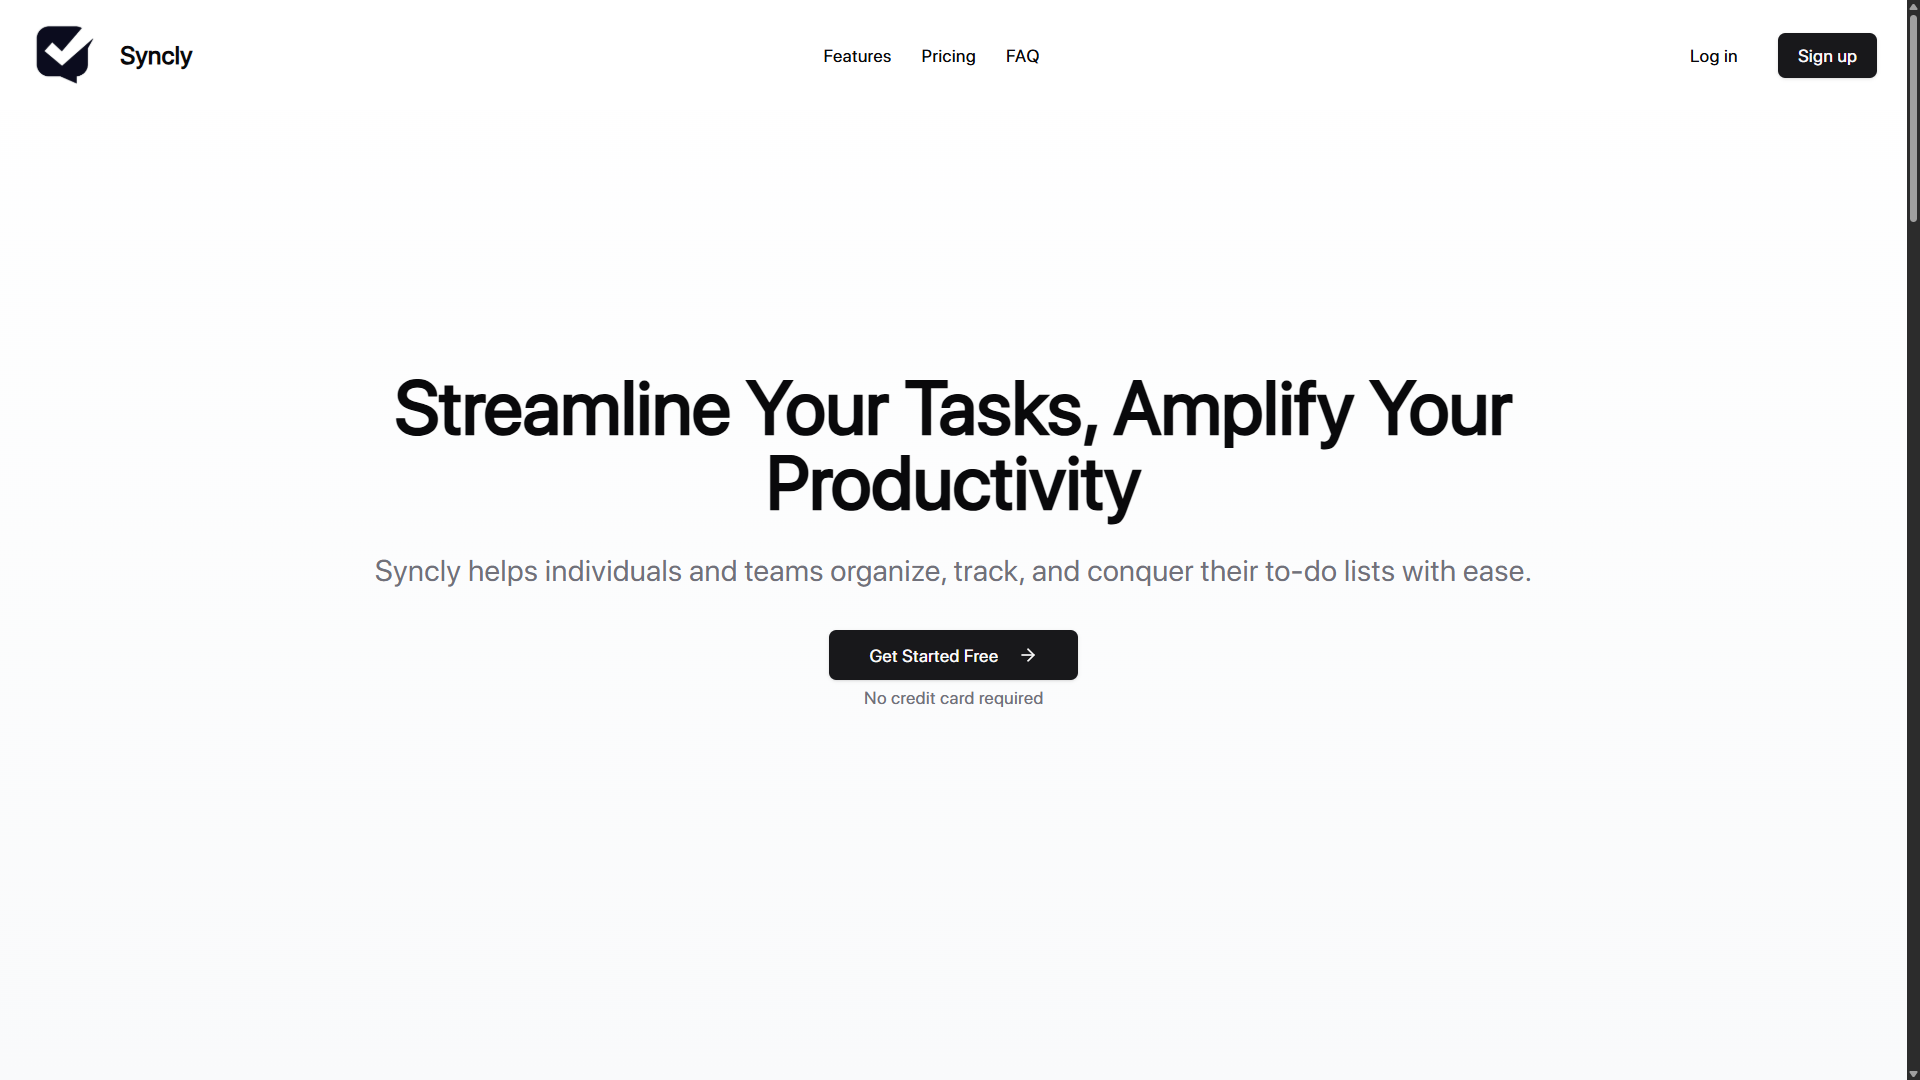 Syncly
Features
Pricing
FAQ
Log in
Sign up
Streamline Your Tasks, Amplify Your
Productivity
Syncly helps individuals and teams organize, track, and conquer their to-do lists with ease.
Get Started Free
No credit card required